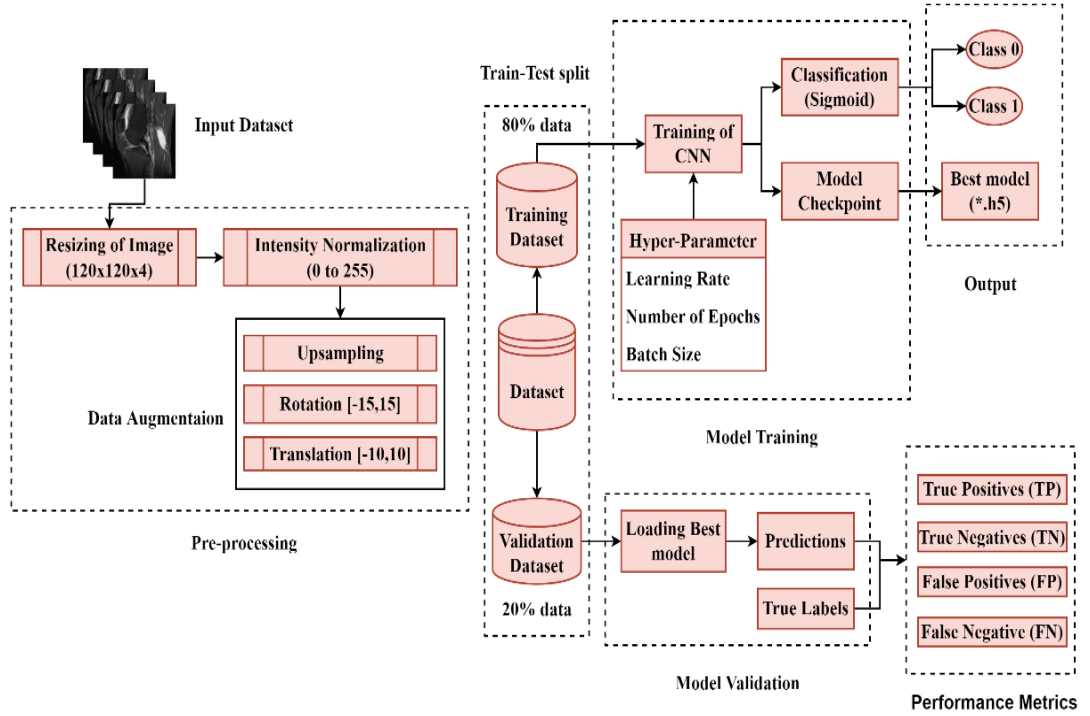 Input Dataset
Resizing of Image
(120x120x4)
Intensity Normalization
(0 to 255)
Upsampling
Rotation [-15,15]
Translation [-10,10]
Data Augmentaion
Pre-processing
Train-Test split
80% data
Training
Dataset
Dataset
Validation
Dataset
20% data
Training of
CNN
Hyper-Parameter
Learning Rate
Number of Epochs
Batch Size
Classification
(Sigmoid)
Model
Checkpoint
Model Training
Class 0
Class 1
Best model
(*.h5)
Output
Loading Best
model
Predictions
True Labels
Model Validation
True Positives (TP)
True Negatives (TN)
False Positives (FP)
False Negative (FN)
Performance Metrics